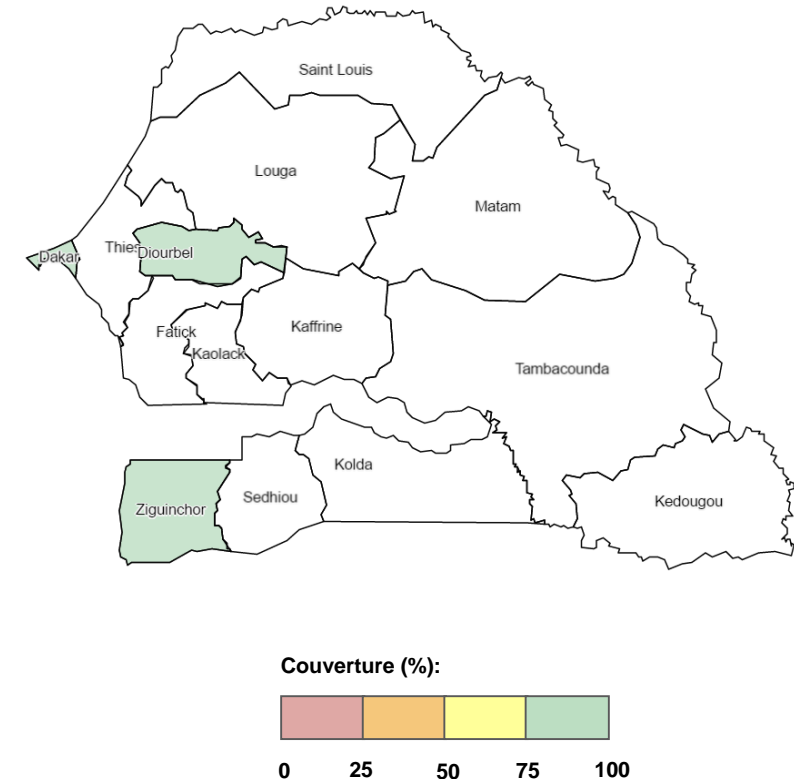 Saint Louis
Louga
Matam
Thies
Diourbel
Dakar
Fatick
Kaffrine
Kaolack
Tambacounda
Kolda
Sedhiou
Kedougou
Ziguinchor
Couverture (%):
0 25 50 75 100